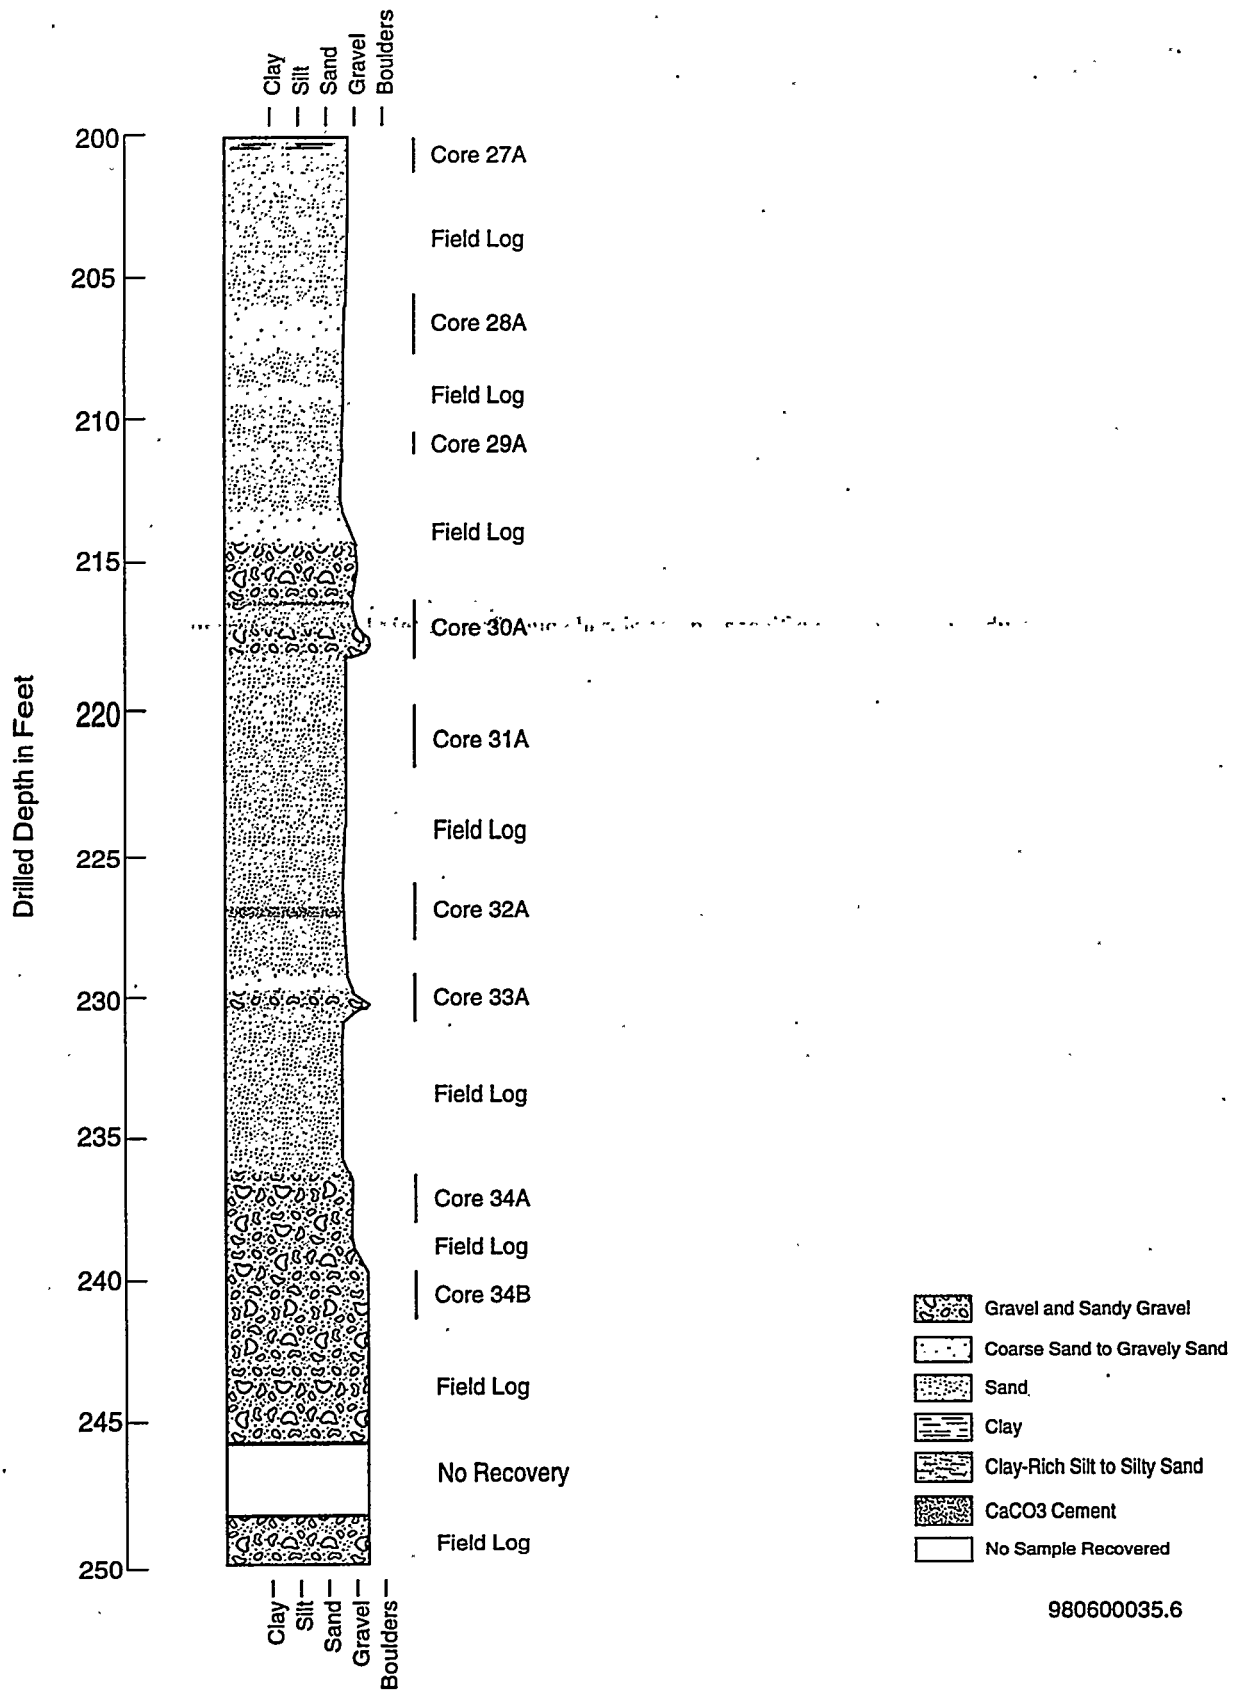 Clay
Silt
Sand
Gravel
Boulders
200
Core 27A
Field Log
205
Core 28A
Field Log
210
Core 29A
Field Log
215
Core 30A
220
Core 31A
Drilled Depth in Feet
Field Log
225
Core 32A
230
Core 33A
Field Log
235
Core 34A
Field Log
240
Core 34B
Field Log
245
No Recovery
Field Log
250
Clay
Silt
Sand
Gravel
Boulders
Gravel and Sandy Gravel
Coarse Sand to Gravely Sand
Sand
Clay
Clay-Rich Silt to Silty Sand
CaCO3 Cement
No Sample Recovered
980600035.6